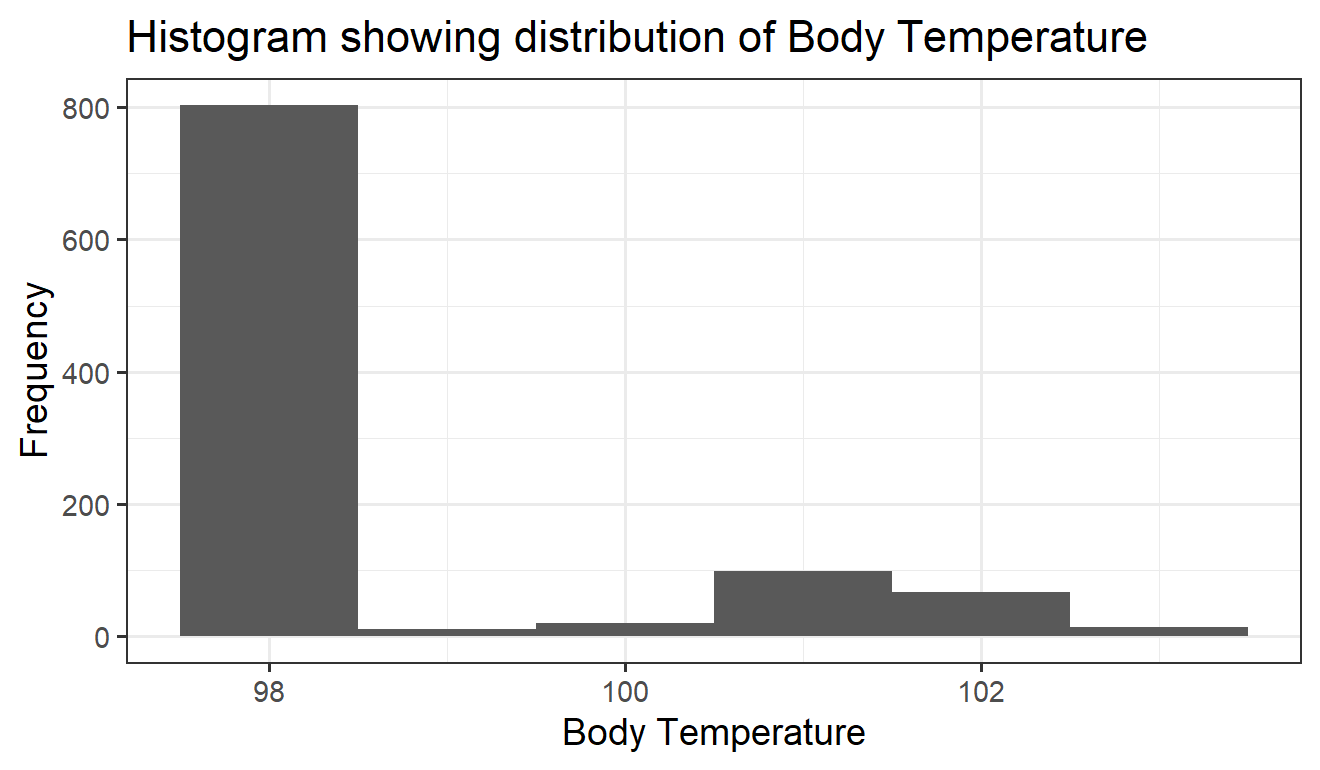 Histogram showing distribution of Body Temperature
800
600
400
200
0
Frequency
98 100 102
Body Temperature